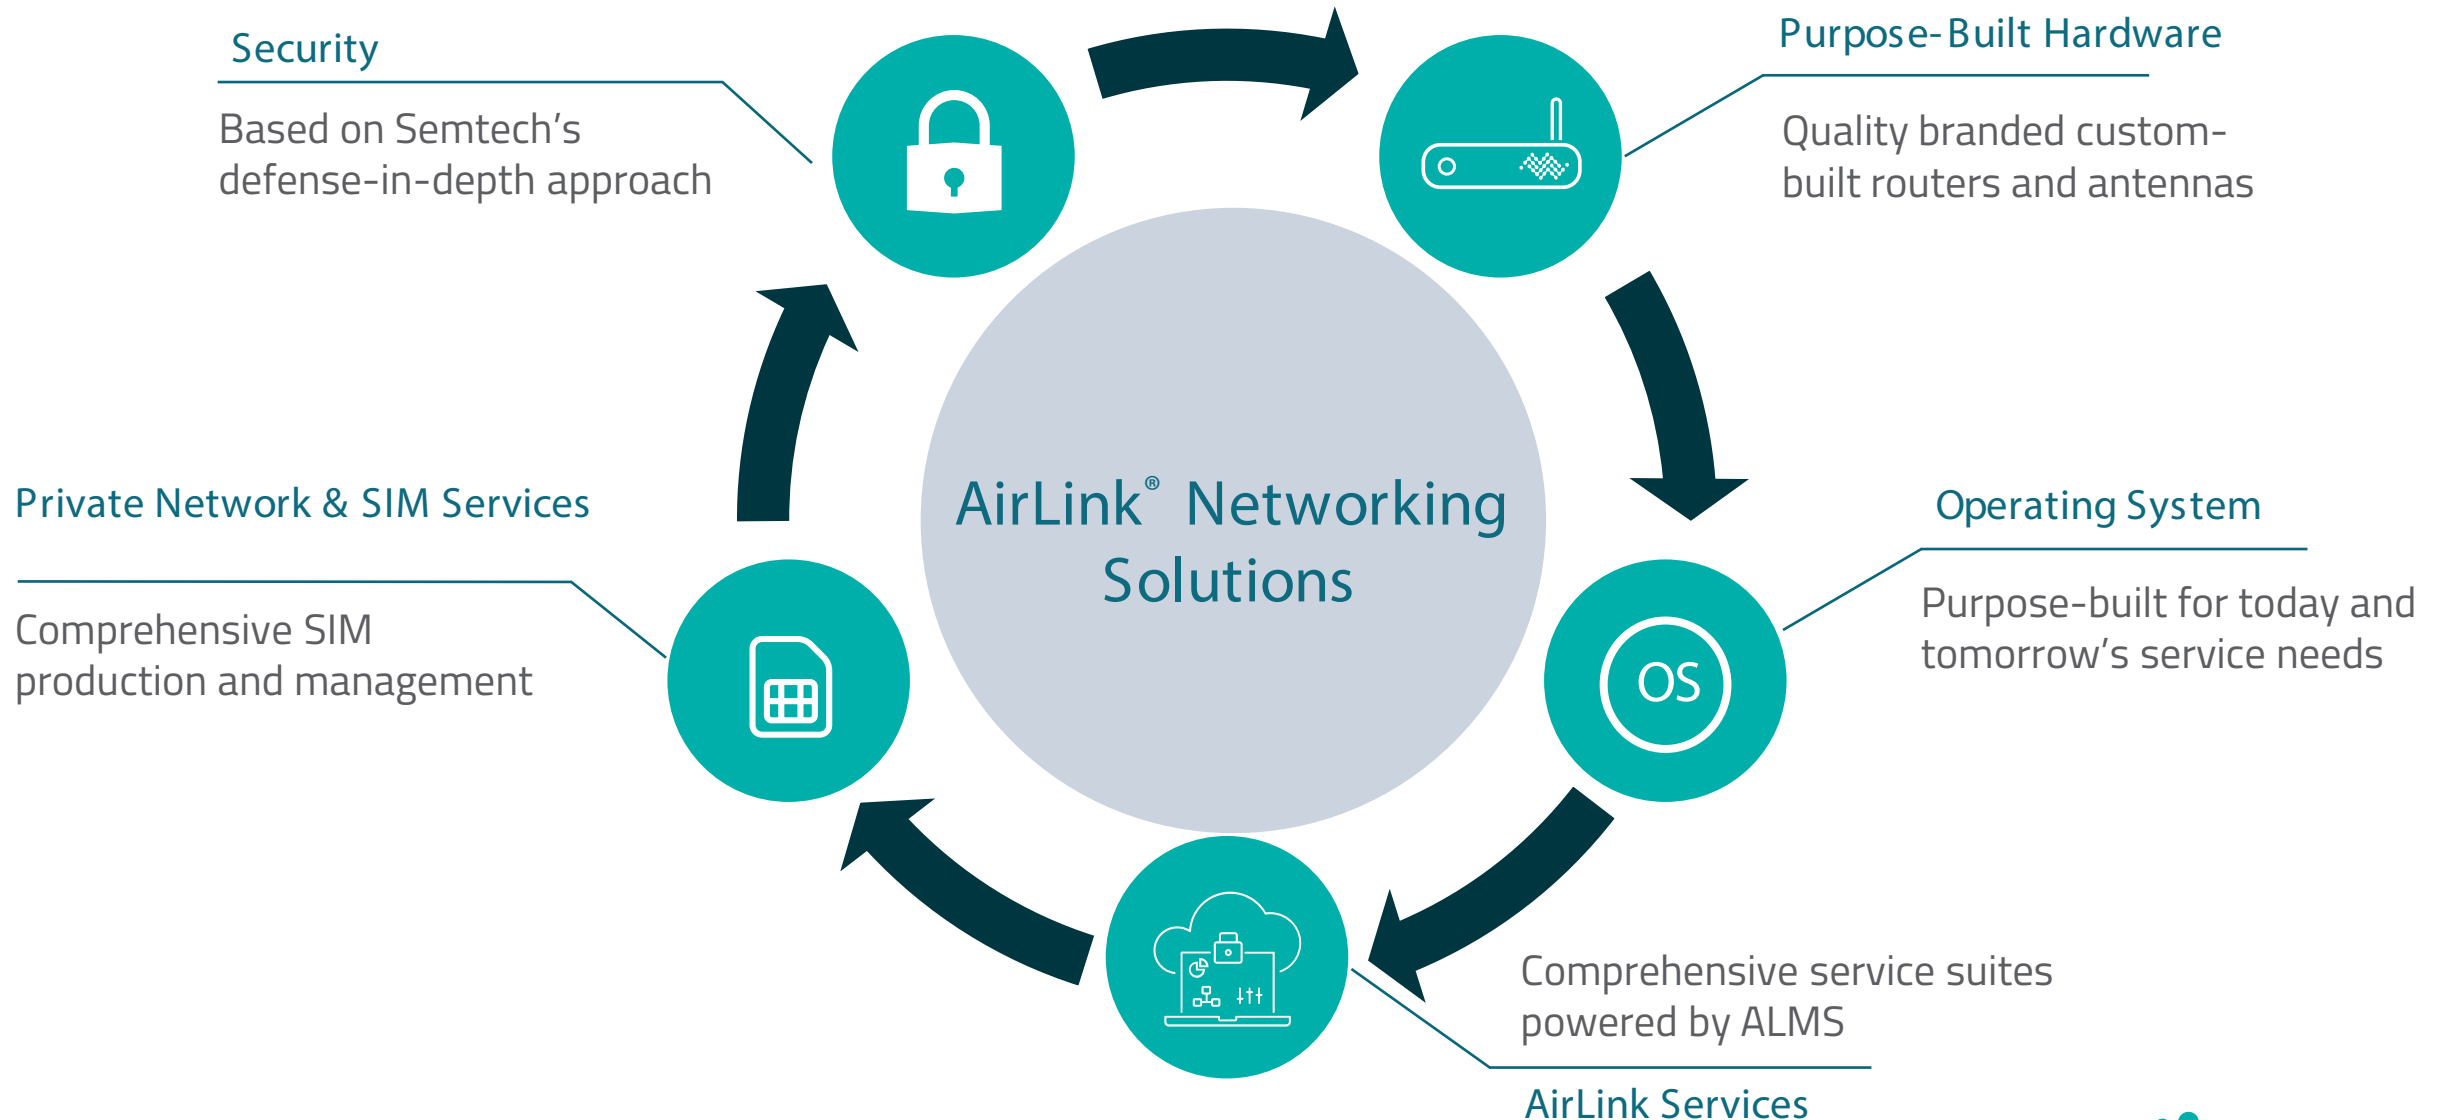 Security
Based on Semtech's
defense-in-depth approach
Purpose-Built Hardware
Quality branded custom-
built routers and antennas
Private Network & SIM Services
Comprehensive SIM
production and management
AirLink® Networking
Solutions
Operating System
Purpose-built for today and
tomorrow's service needs
OS
Comprehensive service suites
powered by ALMS
AirLink Services